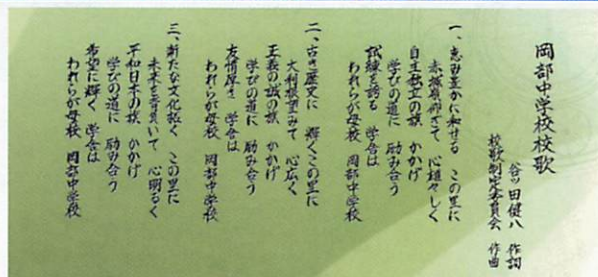 岡部中学校校歌
谷田健八 作詞
校歌制定委員会 作曲
一、恵み豊かに和せる この里に
赤城嶺仰ぎて 心雄々しく
自主独立の旗 かかげ
学びの道に 励み合う
試練を誇る 学舎は
われらが母校 岡部中学校
二、古き歴史に 輝くこの里に
大利根望みて 心広く
正義の誠の旗 かかげ
学びの道に 励み合う
友情厚き 学舎は
われらが母校 岡部中学校
三、新たな文化拓く この里に
未来を背負いて 心明るく
平和日本の旗 かかげ
学びの道に 励み合う
希望に輝く 学舎は
われらが母校 岡部中学校